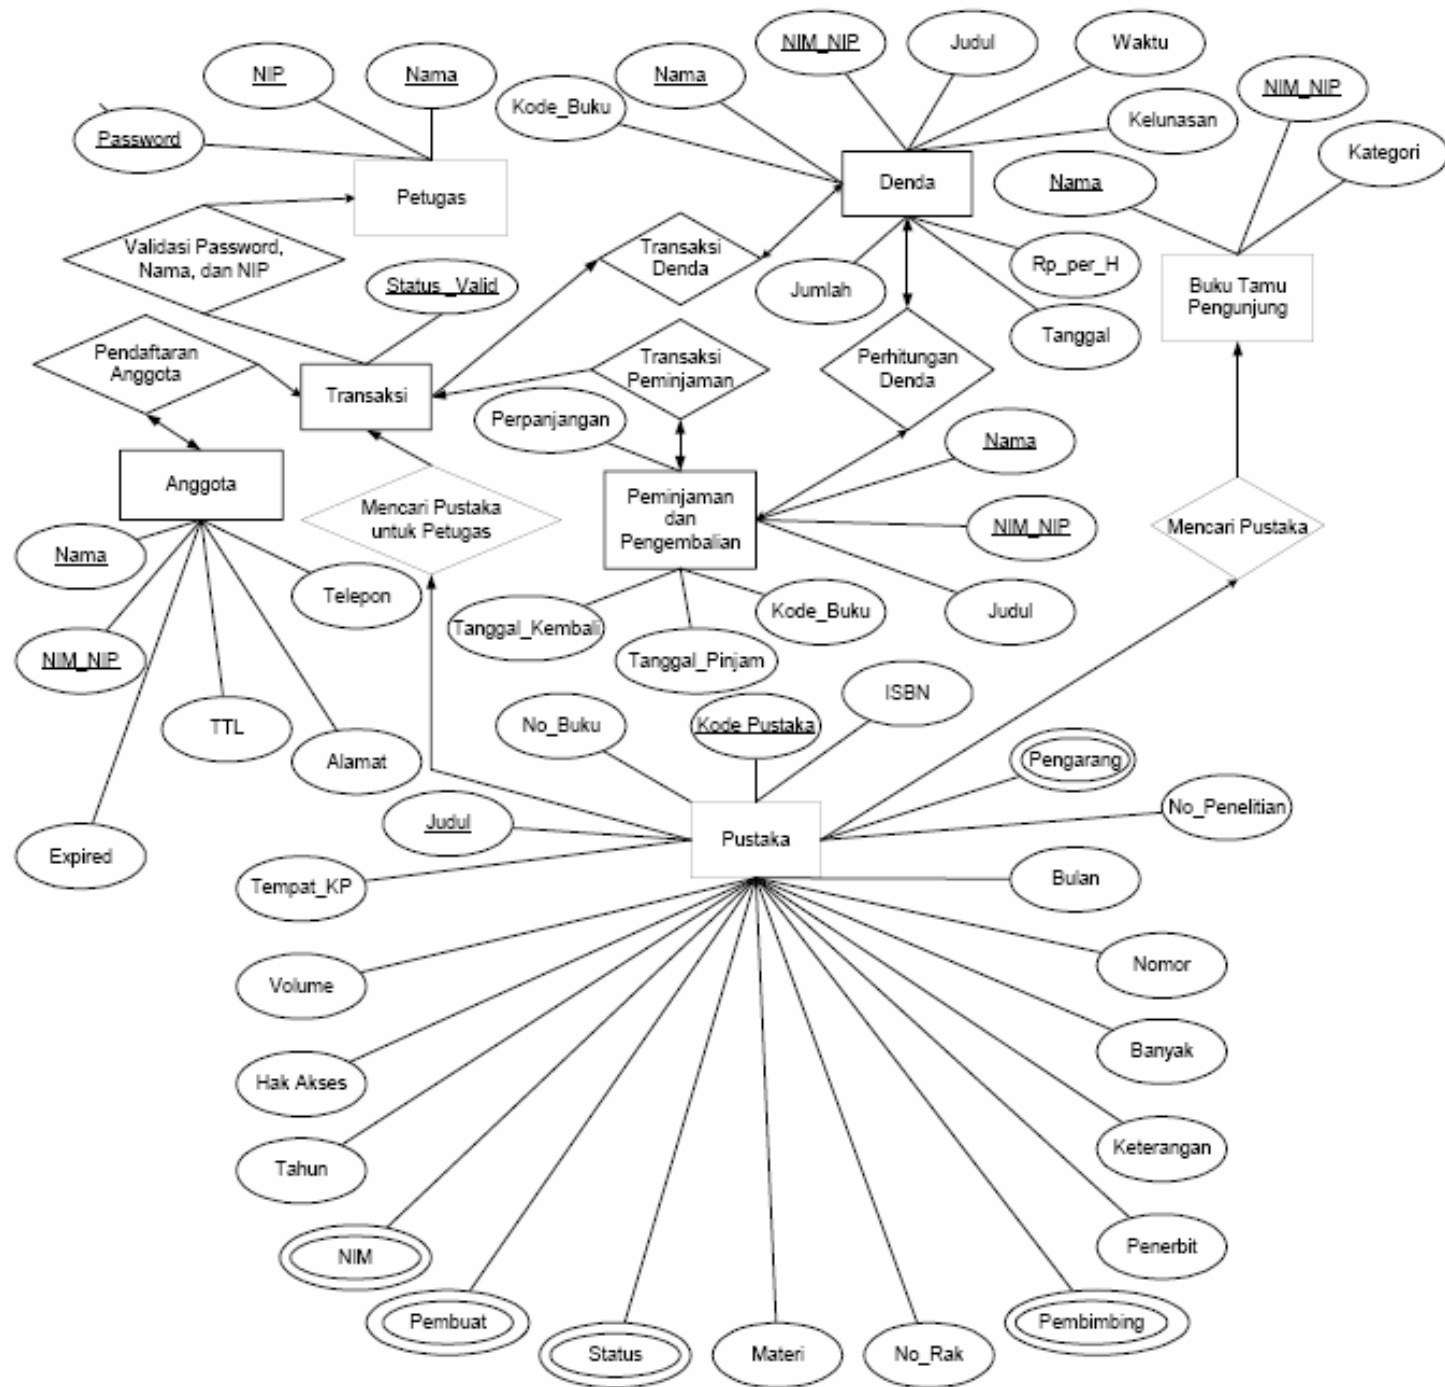 NIM_NIP
Judul
Waktu
NIP
Nama
Nama
NIM_NIP
Kode_Buku
Kelunasan
Password
Kategori
Denda
Nama
Petugas
Validasi Password,
Nama, dan NIP
Transaksi
Denda
Rp_per_H
Status_Valid
Jumlah
Buku Tamu
Pengunjung
Tanggal
Pendaftaran
Anggota
Transaksi
Peminjaman
Perhitungan
Denda
Transaksi
Perpanjangan
Nama
Anggota
Mencari Pustaka
untuk Petugas
Peminjaman
dan
Pengembalian
NIM_NIP
Mencari Pustaka
Nama
Telepon
Kode_Buku
Judul
Tanggal_Kembali
NIM_NIP
Tanggal_Pinjam
ISBN
TTL
No_Buku
Kode Pustaka
Alamat
Pengarang
No_Penelitian
Judul
Pustaka
Expired
Tempat_KP
Bulan
Volume
Nomor
Banyak
Hak Akses
Keterangan
Tahun
Penerbit
NIM
Pembuat
Status
Materi
No_Rak
Pembimbing